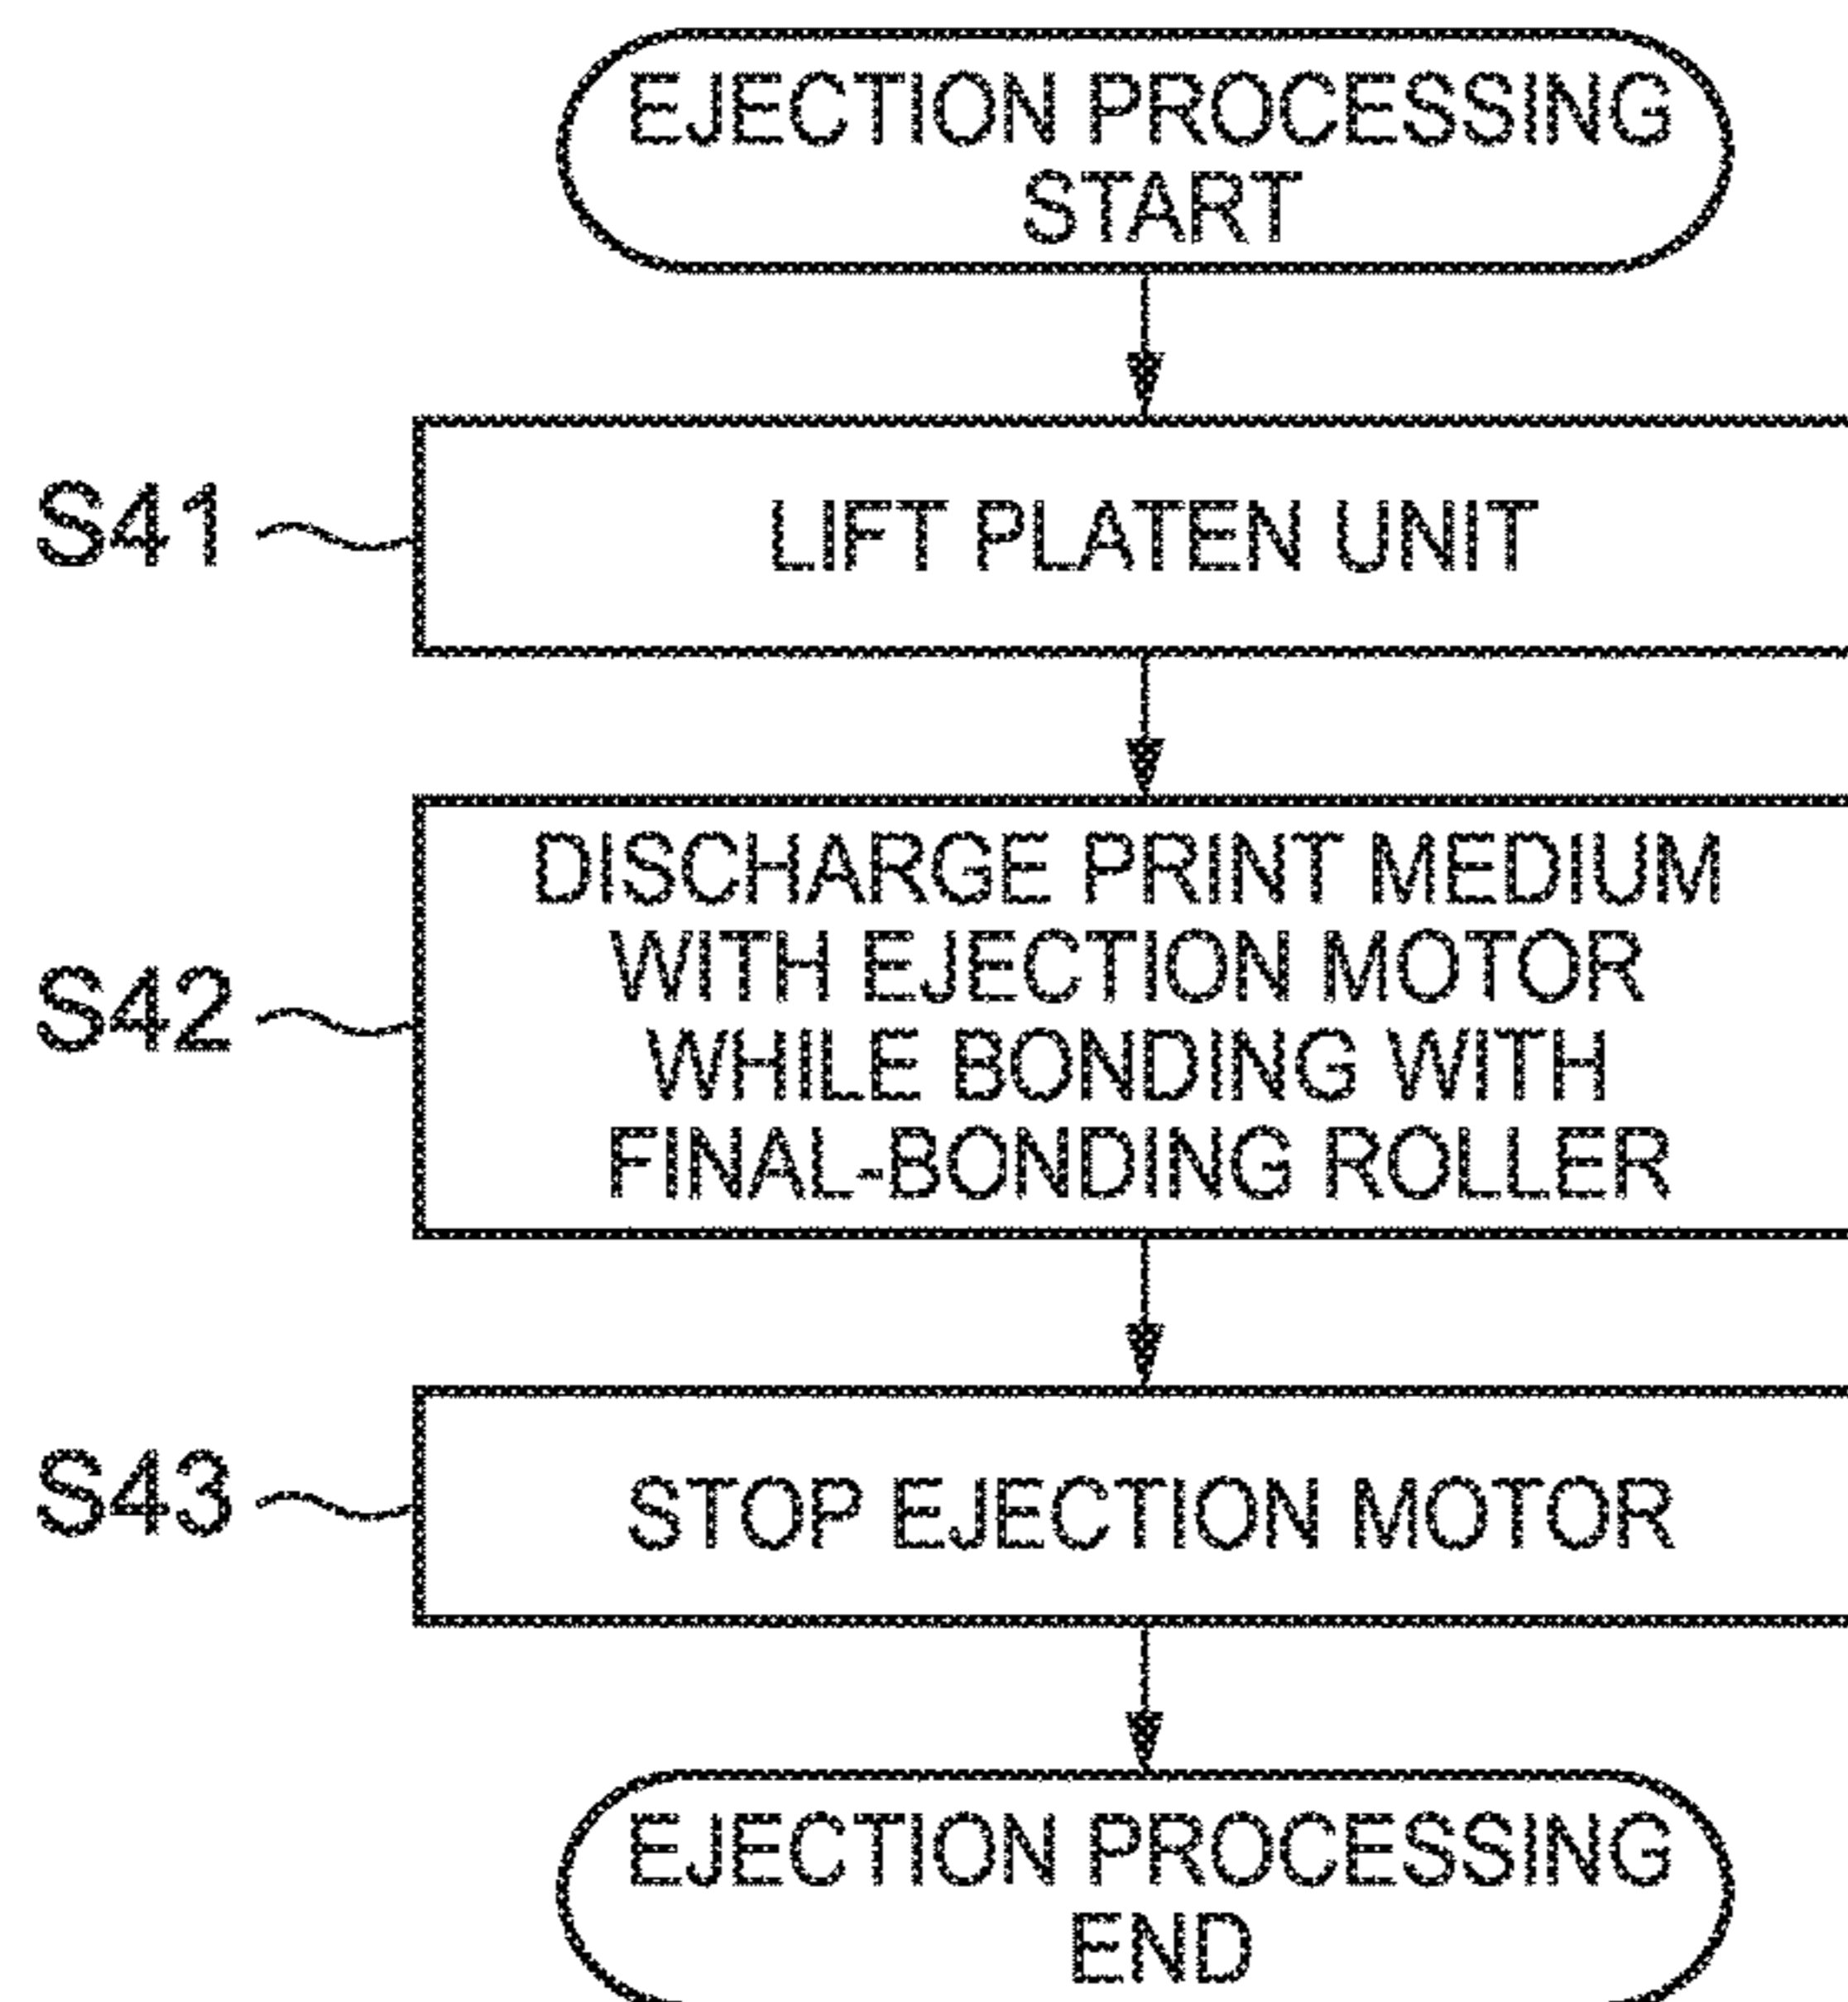 EJECTION PROCESSING
START
S41
LIFT PLATEN UNIT
S42
DISCHARGE PRINT MEDIUM
WITH EJECTION MOTOR
WHILE BONDING WITH
FINAL-BONDING ROLLER
S43
STOP EJECTION MOTOR
EJECTION PROCESSING
END